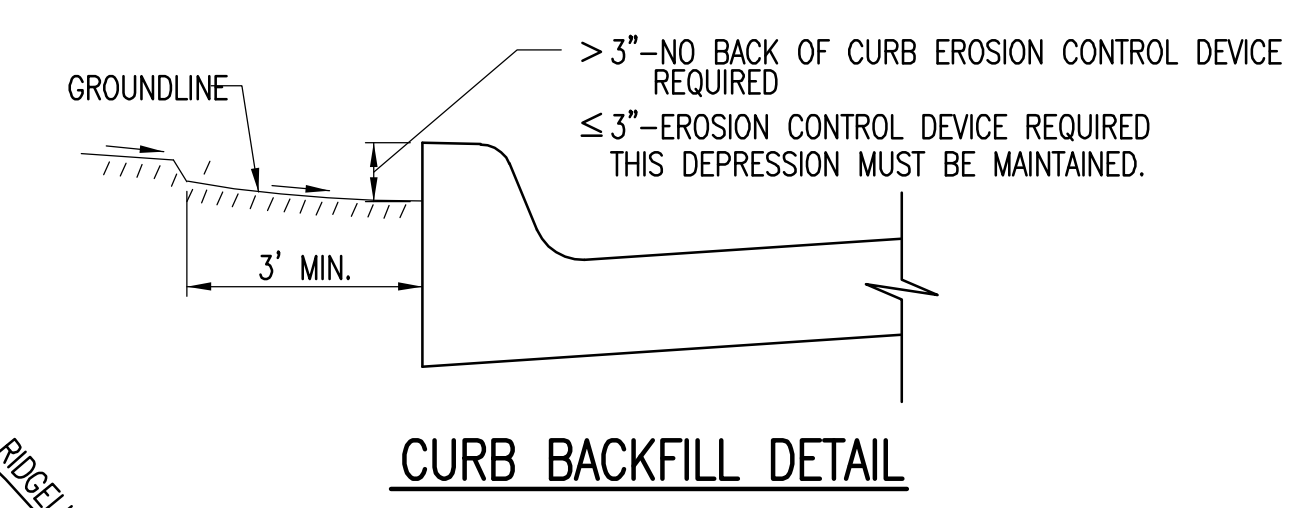 > 3"-NO BACK OF CURB EROSION CONTROL DEVICE
REQUIRED
≤ 3"-EROSION CONTROL DEVICE REQUIRED
THIS DEPRESSION MUST BE MAINTAINED.
GROUNDLINE
3' MIN.
CURB BACKFILL DETAIL